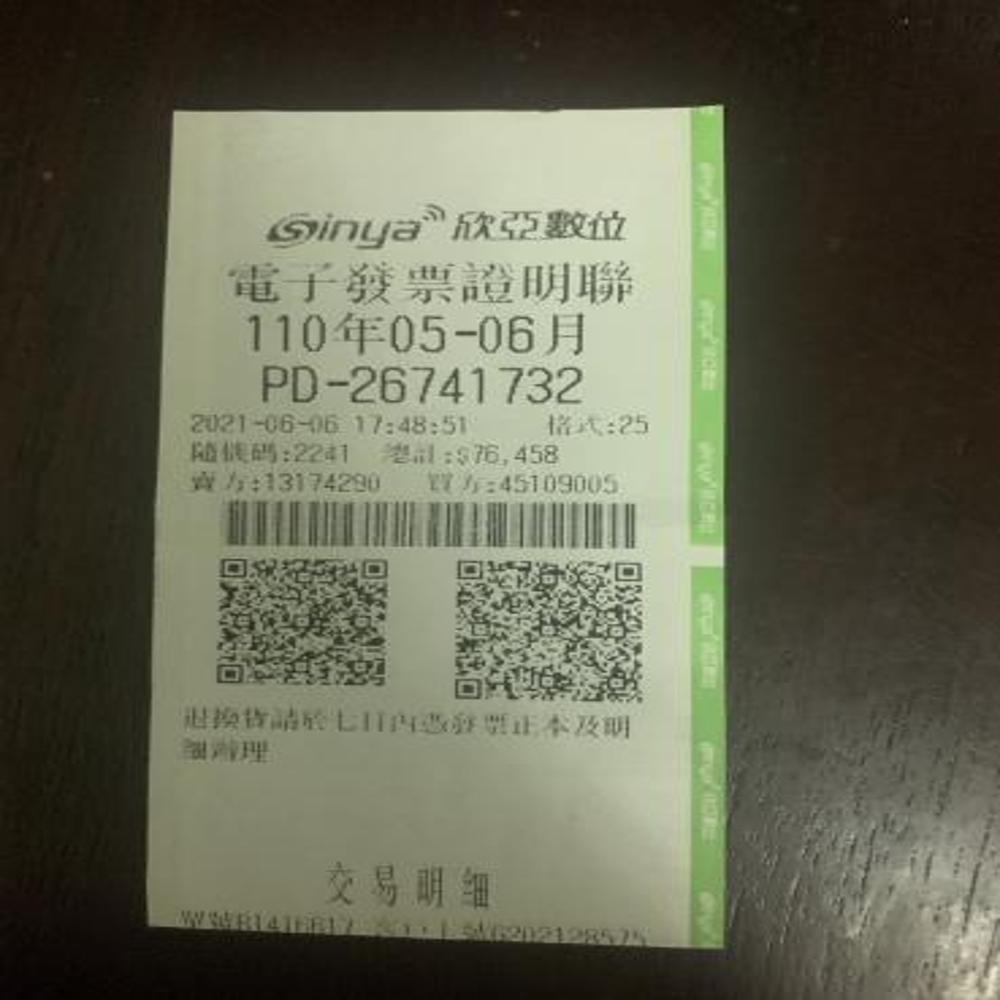 Sinya 欣亞數位
電子發票證明聯
110年05-06月
PD-26741732
2021-06-06 17:48:51 格式:25
隨機碼:2241 總計:$76,458
賣方:13174290 買方:45109005
退換貨請於七日內憑發票正本及明
細辦理
交易明細